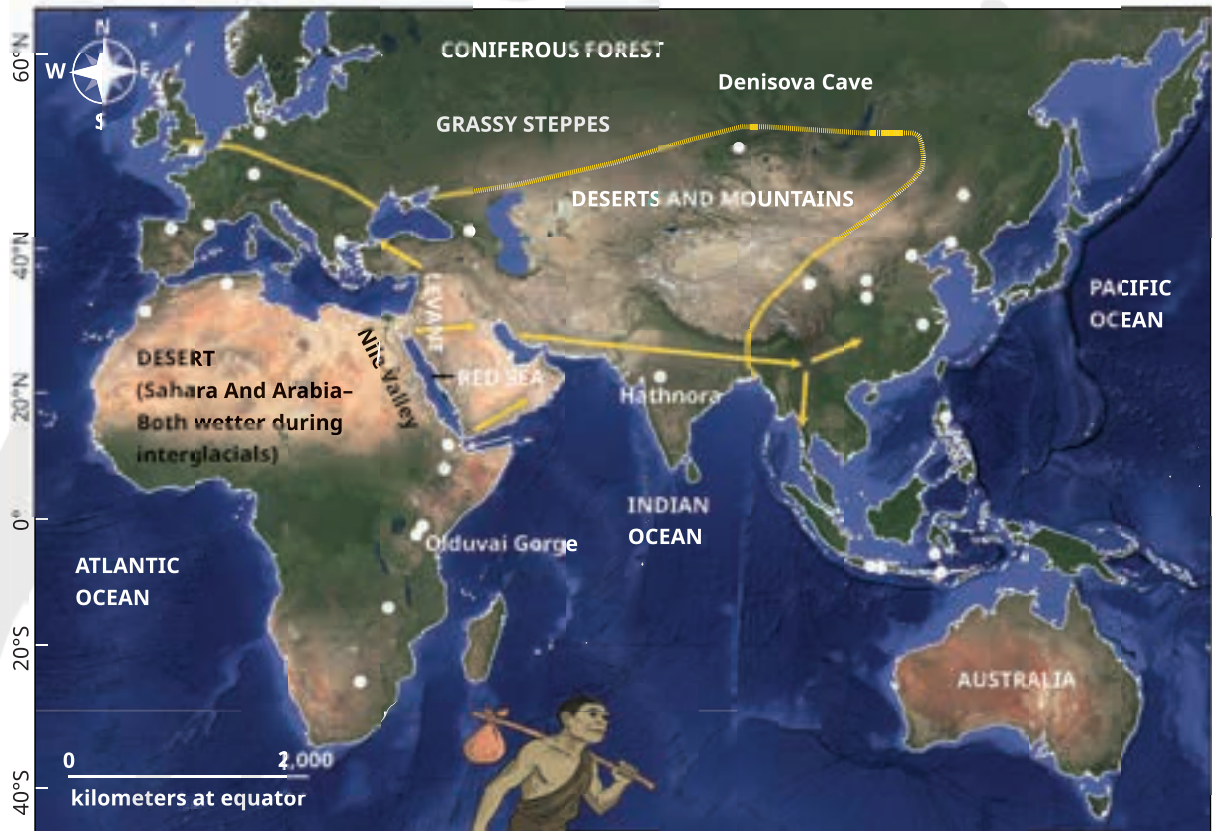 N
W
E
S
60°N
40°N
20°N
0°
20°S
40°S
CONIFEROUS FOREST
Denisova Cave
GRASSY STEPPES
DESERTS AND MOUNTAINS
LEVANT
PACIFIC
OCEAN
Nile Valley
DESERT
(Sahara And Arabia–
Both wetter during
interglacials)
RED SEA
Hathnora
INDIAN
OCEAN
Olduvai Gorge
ATLANTIC
OCEAN
AUSTRALIA
0 2,000
kilometers at equator